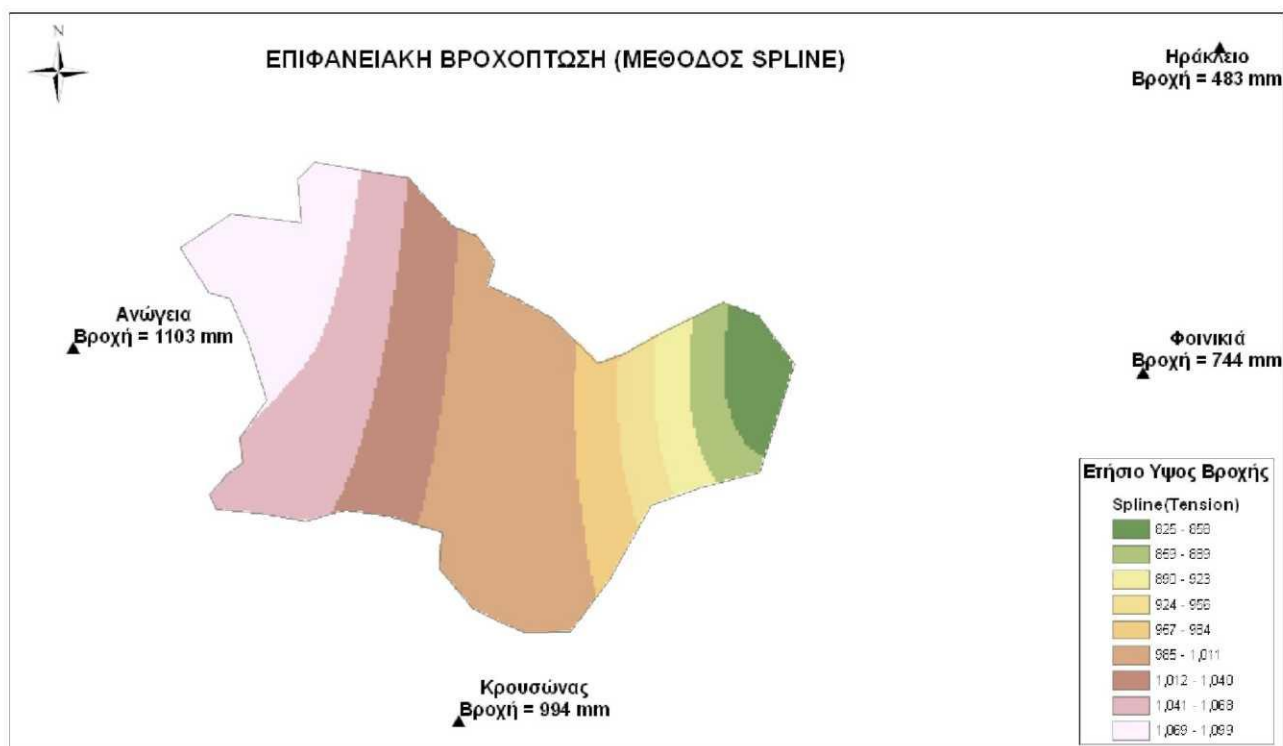 N
ΕΠΙΦΑΝΕΙΑΚΗ ΒΡΟΧΟΠΤΩΣΗ (ΜΕΘΟΔΟΣ SPLINE)
Ηράκλειο
Βροχή = 483 mm
Ανώγεια
Βροχή = 1103 mm
Φοινικιά
Βροχή = 744 mm
Κρουσώνας
Βροχή = 994 mm
Ετήσιο Υψος Βροχής
Spline(Tension)
825 - 858
859 - 889
890 - 923
924 - 956
957 - 984
985 - 1,011
1,012 - 1,040
1,041 - 1,068
1,069 - 1,099